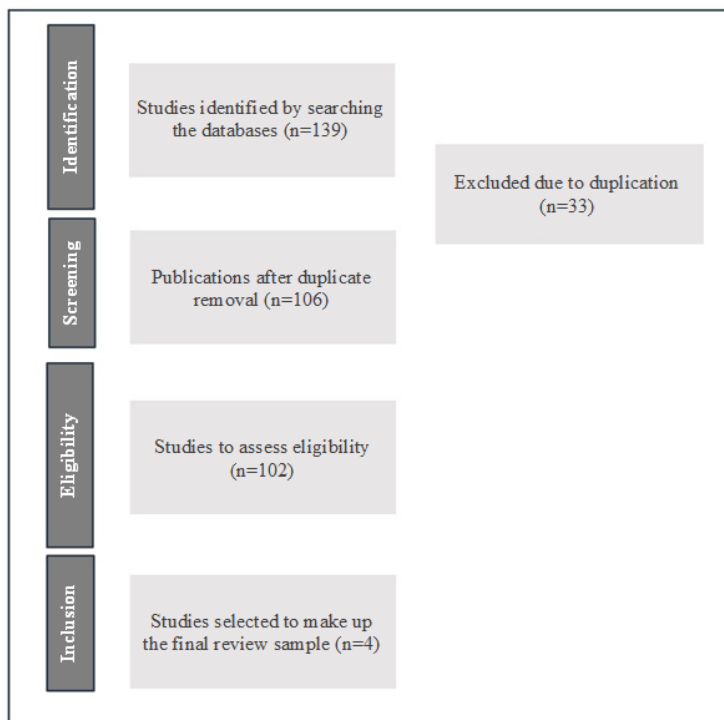 Identification
Studies identified by searching
the databases (n=139)
Excluded due to duplication
(n=33)
Screening
Publications after duplicate
removal (n=106)
Eligibility
Studies to assess eligibility
(n=102)
Inclusion
Studies selected to make up
the final review sample (n=4)